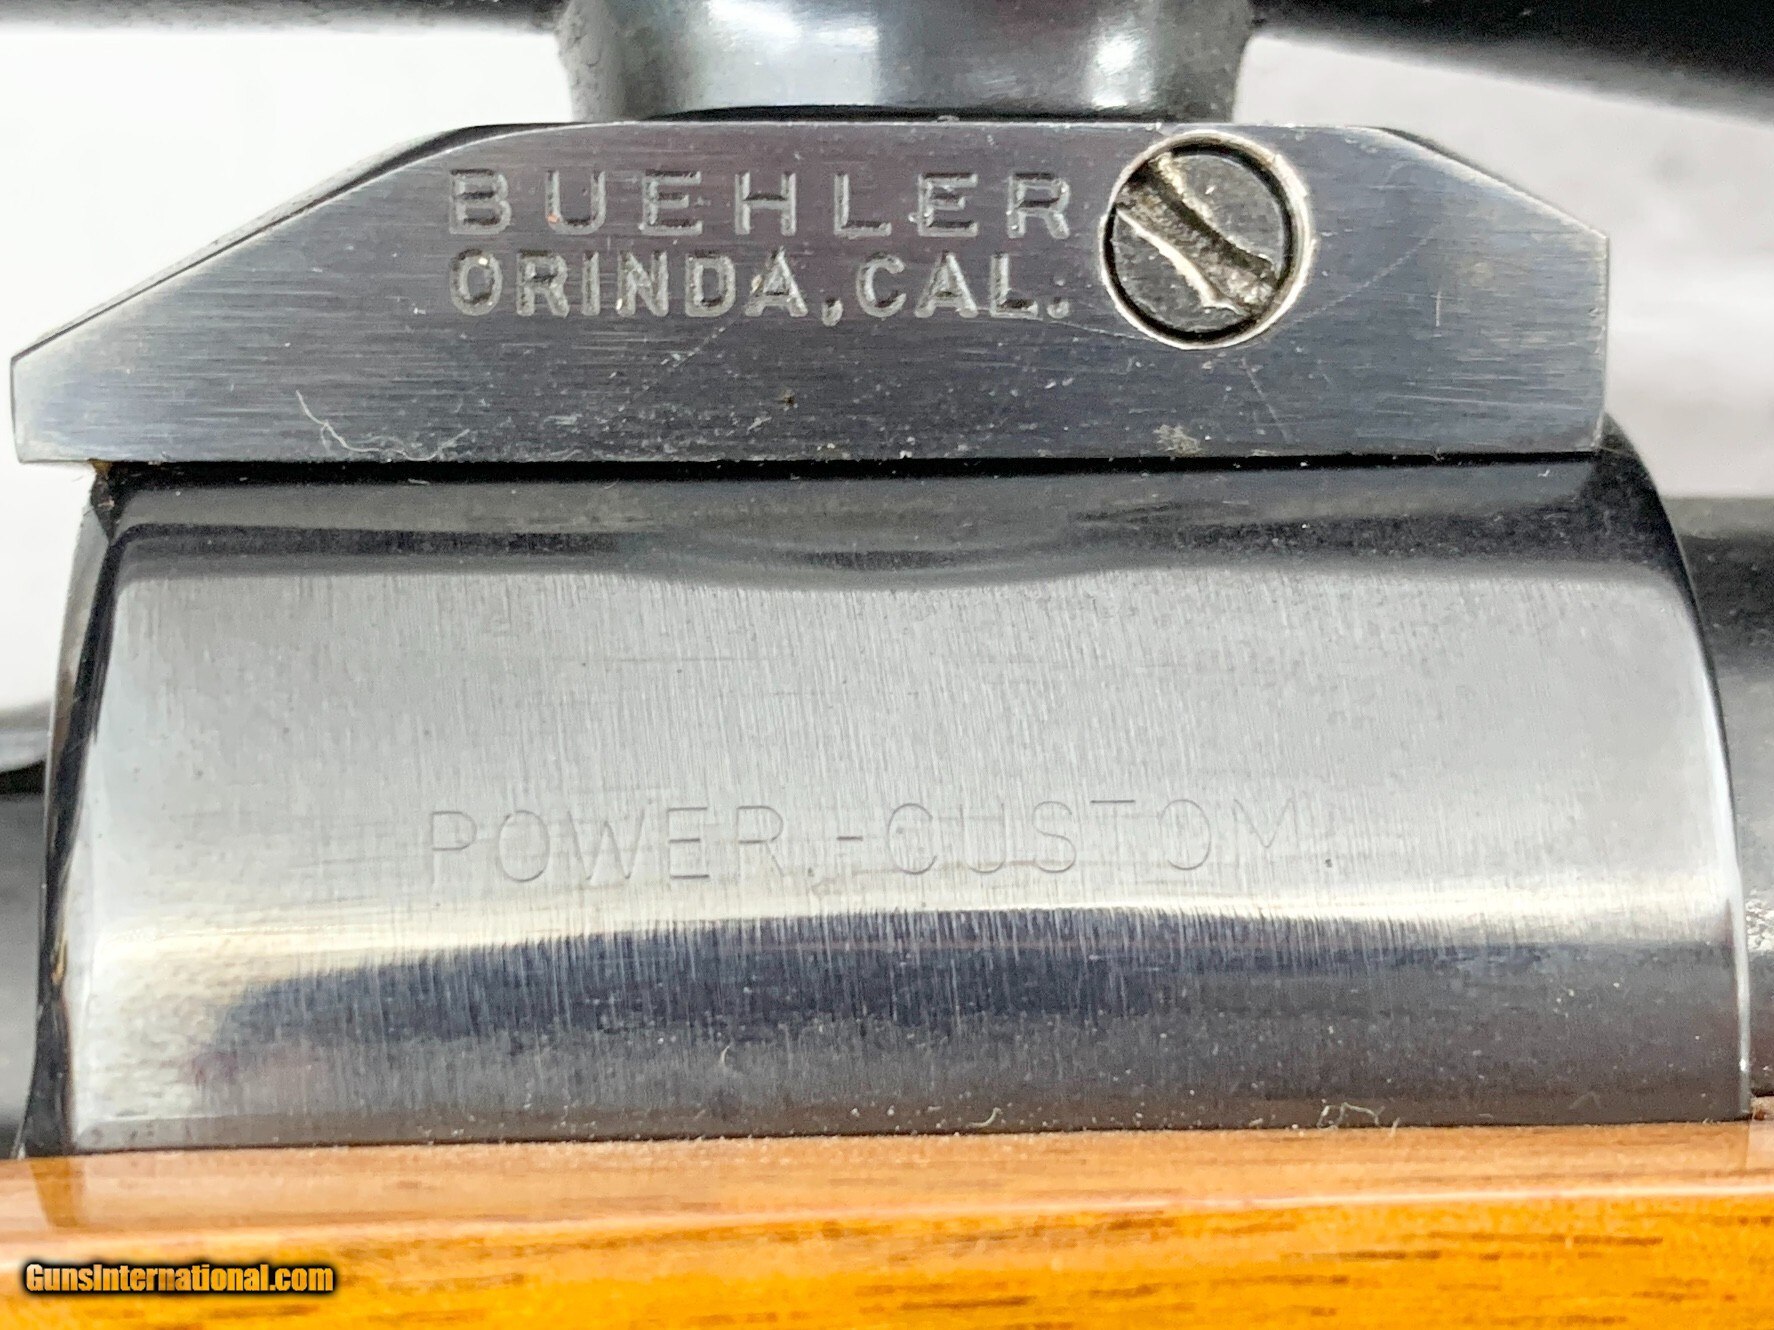 BUEHLER
ORINDA, CAL.
POWER-CUSTOM
GunsInternational.com